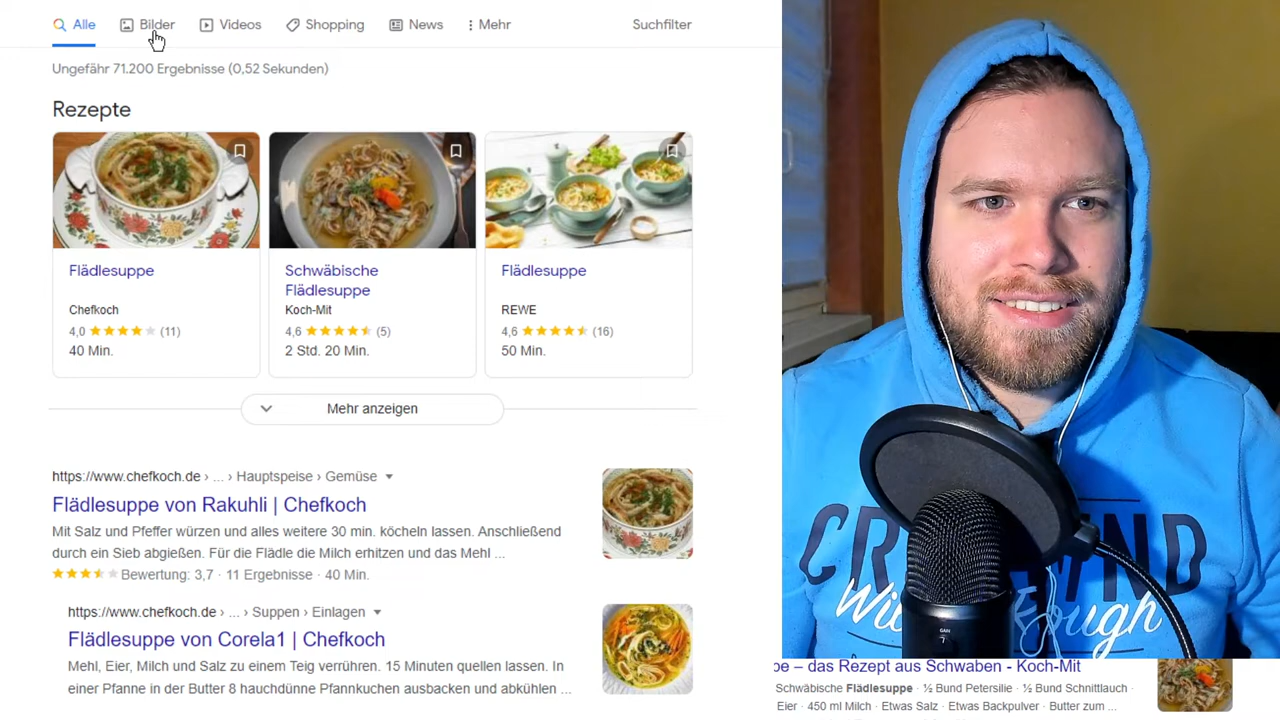 Alle Bilder Videos Shopping News Mehr Suchfilter
Ungefähr 71.200 Ergebnisse (0,52 Sekunden)
Rezepte
Flädlesuppe
Chefkoch
4,0 (11)
40 Min.
Schwäbische
Flädlesuppe
Koch-Mit
4,6 (5)
2 Std. 20 Min.
Flädlesuppe
REWE
4,6 (16)
50 Min.
Mehr anzeigen
https://www.chefkoch.de › ... › Hauptspeise › Gemüse
Flädlesuppe von Rakuhli | Chefkoch
Mit Salz und Pfeffer würzen und alles weitere 30 min. köcheln lassen. Anschließend
durch ein Sieb abgießen. Für die Flädle die Milch erhitzen und das Mehl ...
Bewertung: 3,7 · 11 Ergebnisse · 40 Min.
https://www.chefkoch.de › ... › Suppen › Einlagen
Flädlesuppe von Corela1 | Chefkoch
Mehl, Eier, Milch und Salz zu einem Teig verrühren. 15 Minuten quellen lassen. In
einer Pfanne in der Butter 8 hauchdünne Pfannkuchen ausbacken und abkühlen ...
GAIN
– das Rezept aus Schwaben - Koch-Mit
Schwäbische Flädlesuppe · ½ Bund Petersilie · ½ Bund Schnittlauch ·
Eier · 450 ml Milch · Etwas Salz · Etwas Backpulver · Butter zum ...